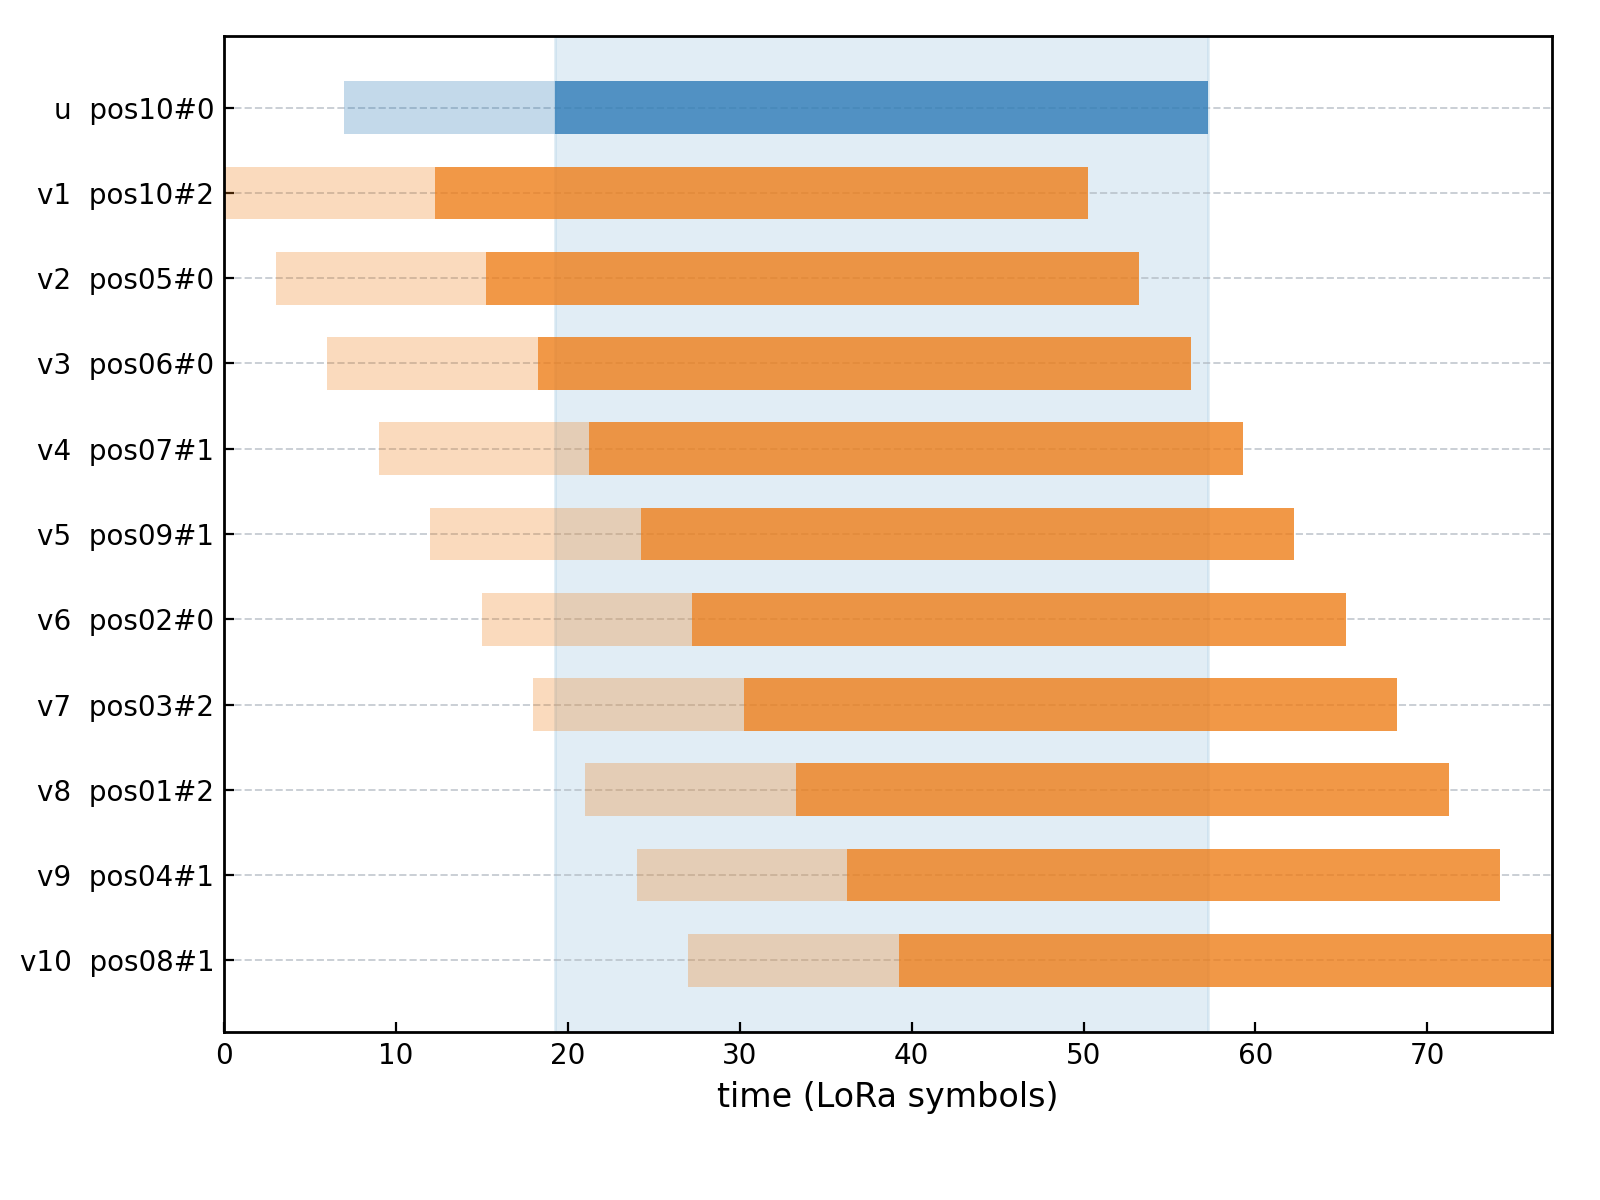 u pos10#0
v1 pos10#2
v2 pos05#0
v3 pos06#0
v4 pos07#1
v5 pos09#1
v6 pos02#0
v7 pos03#2
v8 pos01#2
v9 pos04#1
v10 pos08#1
0 10 20 30 40 50 60 70
time (LoRa symbols)